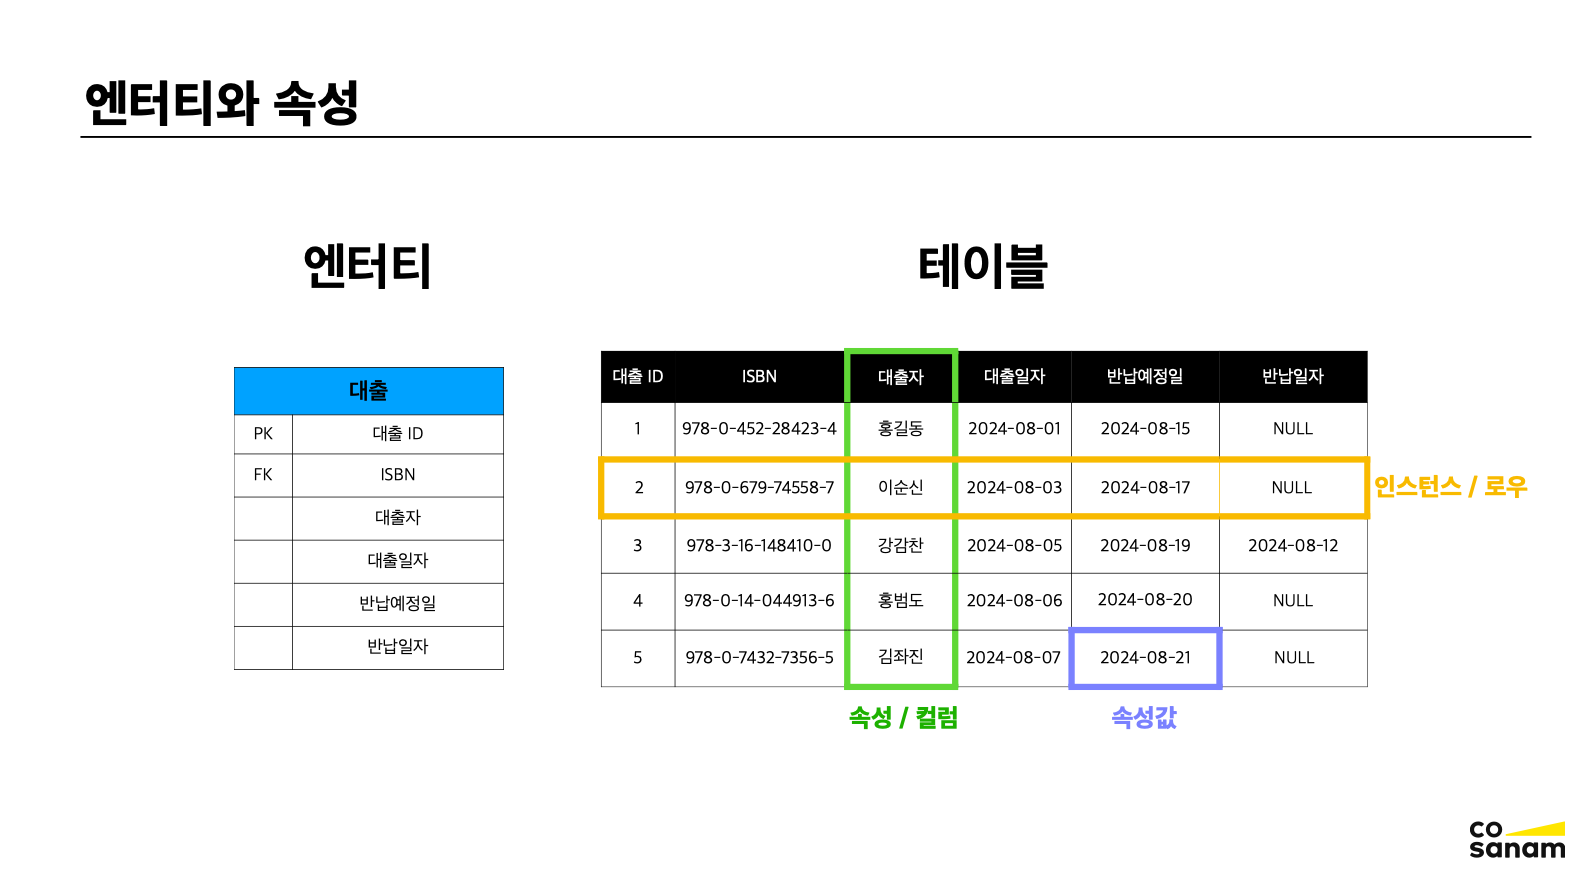 엔터티와 속성
엔터티
테이블
대출
PK 대출 ID
FK ISBN
대출자
대출일자
반납예정일
반납일자
대출 ID ISBN 대출자 대출일자 반납예정일 반납일자
1 978-0-452-28423-4 홍길동 2024-08-01 2024-08-15 NULL
2 978-0-679-74558-7 이순신 2024-08-03 2024-08-17 NULL
인스턴스 / 로우
3 978-3-16-148410-0 강감찬 2024-08-05 2024-08-19 2024-08-12
4 978-0-14-044913-6 홍범도 2024-08-06 2024-08-20 NULL
5 978-0-7432-7356-5 김좌진 2024-08-07 2024-08-21 NULL
속성 / 컬럼
속성값
co
sanam